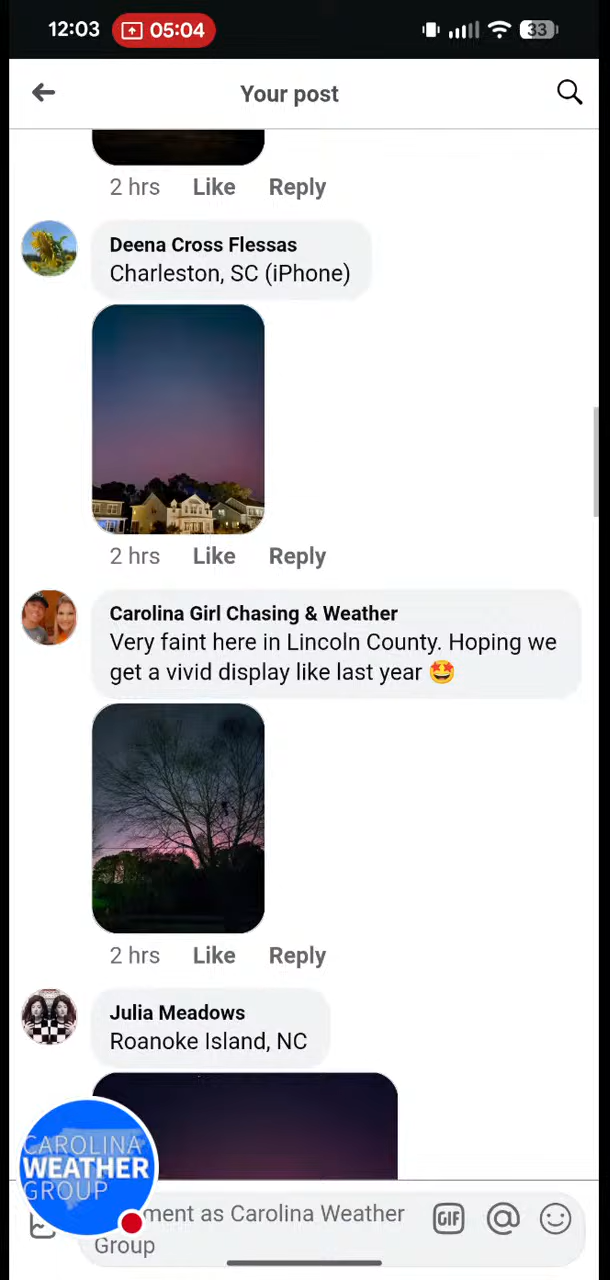 12:03 05:04 33
Your post
2 hrs Like Reply
Deena Cross Flessas
Charleston, SC (iPhone)
2 hrs Like Reply
Carolina Girl Chasing & Weather
Very faint here in Lincoln County. Hoping we
get a vivid display like last year 🤩
2 hrs Like Reply
Julia Meadows
Roanoke Island, NC
CAROLINA
WEATHER
GROUP
ment as Carolina Weather
Group
GIF @